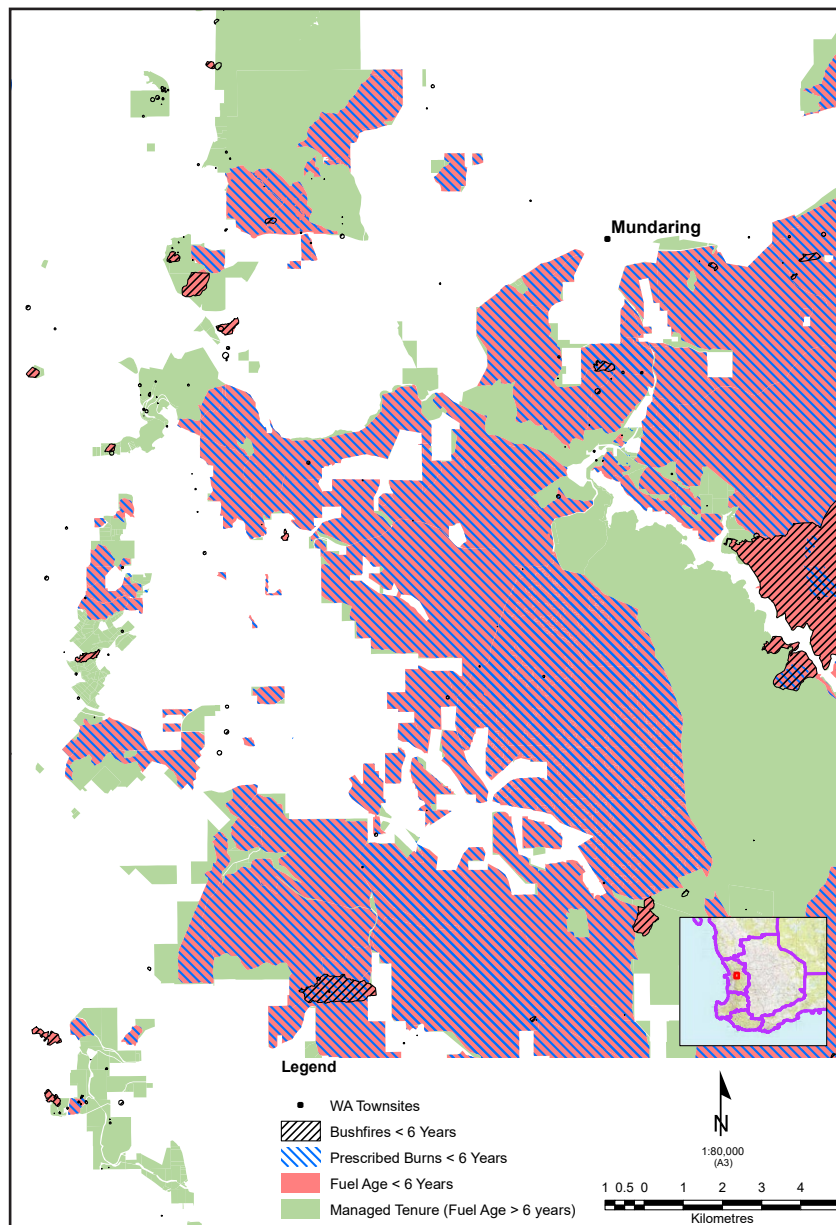 Mundaring
Legend
WA Townsites
Bushfires < 6 Years
Prescribed Burns < 6 Years
Fuel Age < 6 Years
Managed Tenure (Fuel Age > 6 years)
N
1:80,000
(A3)
1 0.5 0 1 2 3 4
Kilometres